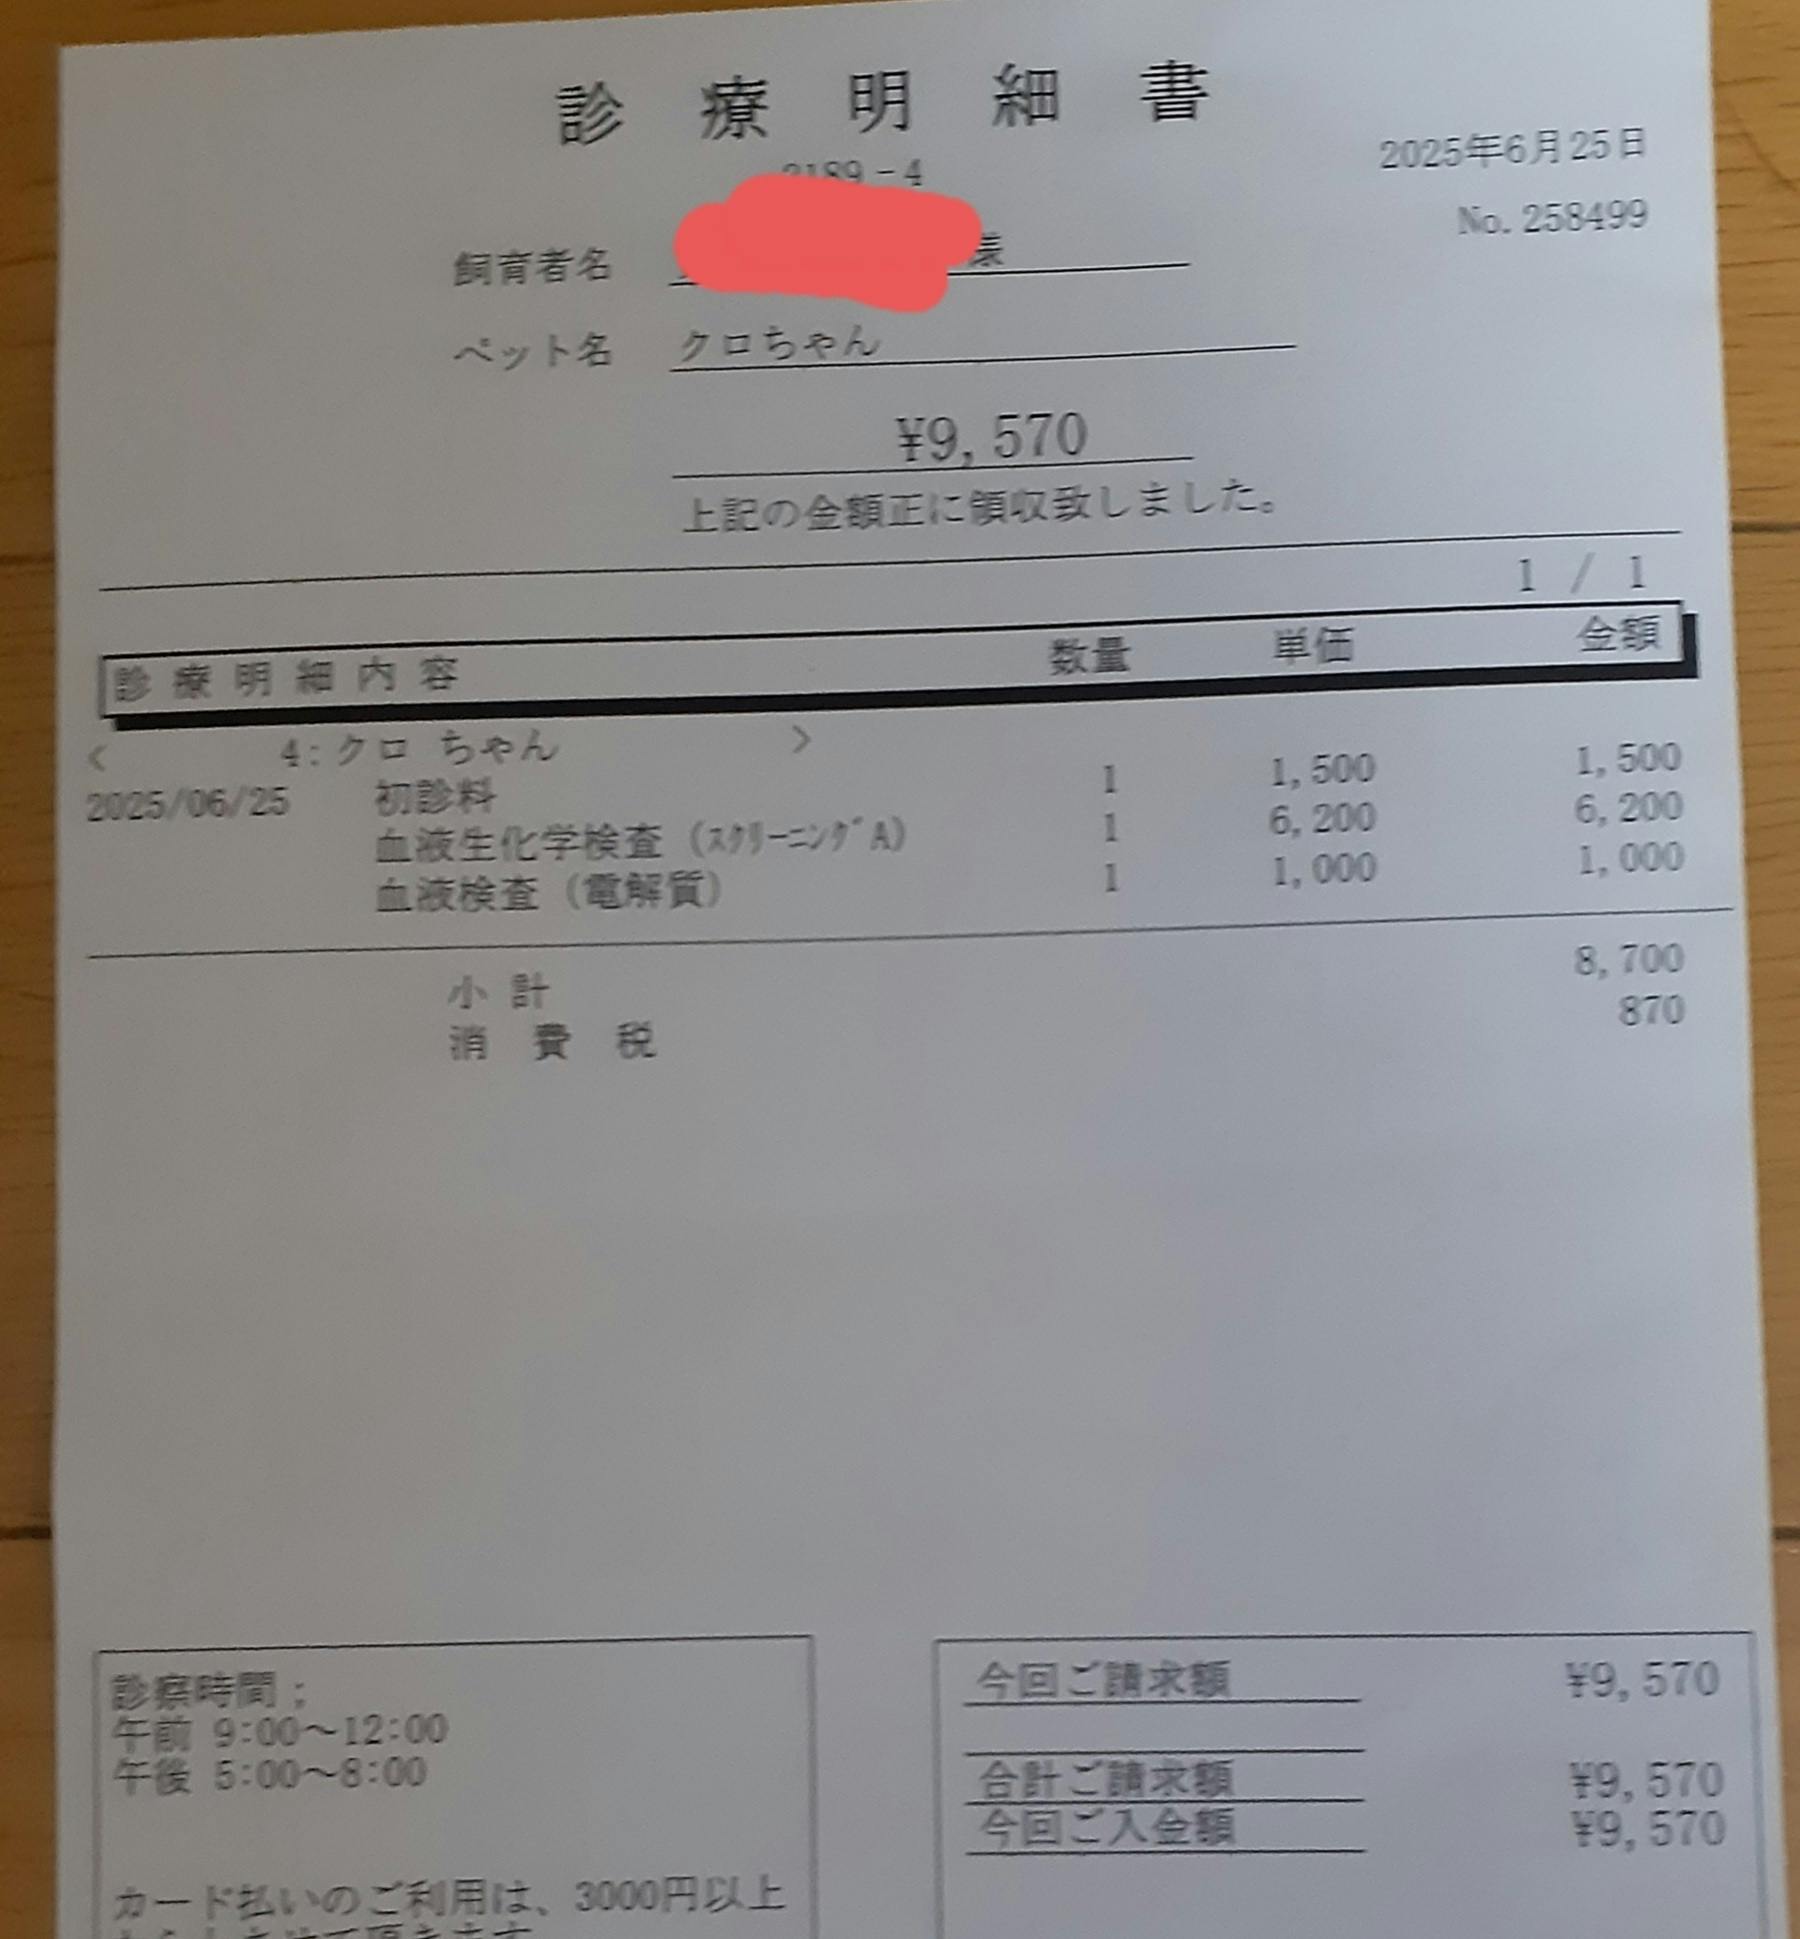 診療明細書
2189-4
2025年6月25日
No.258499
飼育者名 様
ペット名 クロちゃん
¥9,570
上記の金額正に領収致しました。
1 / 1
診療明細内容 数量 単価 金額
< 4:クロ ちゃん >
2025/06/25 初診料 1 1,500 1,500
血液生化学検査(スクリーニングA) 1 6,200 6,200
血液検査(電解質) 1 1,000 1,000
小計 8,700
消費税 870
診察時間;
午前 9:00～12:00
午後 5:00～8:00
カード払いのご利用は、3000円以上
今回ご請求額 ¥9,570
合計ご請求額 ¥9,570
今回ご入金額 ¥9,570